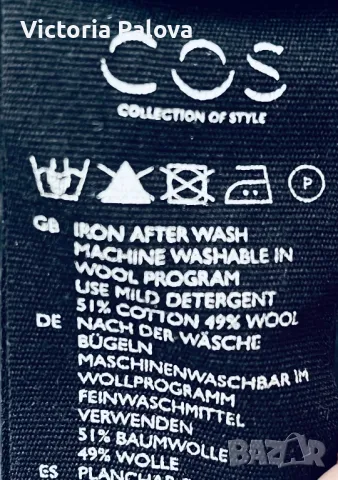 Victoria Palova
COS
COLLECTION OF STYLE
P
GB IRON AFTER WASH
MACHINE WASHABLE IN
WOOL PROGRAM
USE MILD DETERGENT
51% COTTON 49% WOOL
DE NACH DER WÄSCHE
BÜGELN
MASCHINENWASCHBAR IM
WOLLPROGRAMM
FEINWASCHMITTEL
VERWENDEN
51% BAUMWOLLE
49% WOLLE
ES PLANCHAR
BAZAR